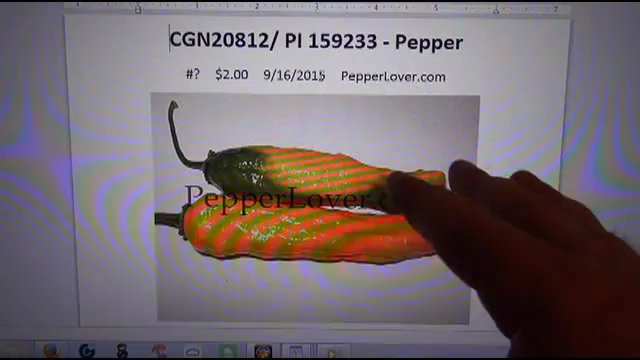 CGN20812/ PI 159233 - Pepper
#? $2.00 9/16/2015 PepperLover.com
PepperLover.c